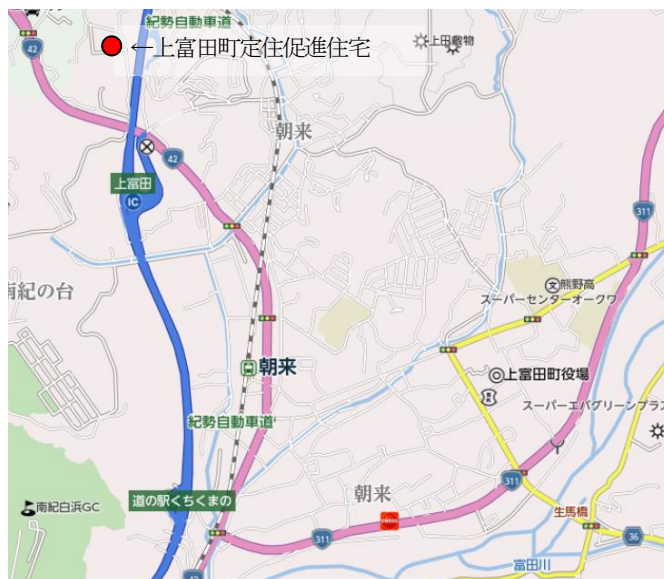 紀勢自動車道
42
←上富田町定住促進住宅
上田敷物
朝来
42
上富田
IC
311
南紀の台
文
熊野高
スーパーセンターオークワ
朝来
上富田町役場
スーパーエバグリーンプラス
紀勢自動車道
朝来
311
道の駅くちくまの
南紀白浜GC
生馬橋
311
36
富田川
42